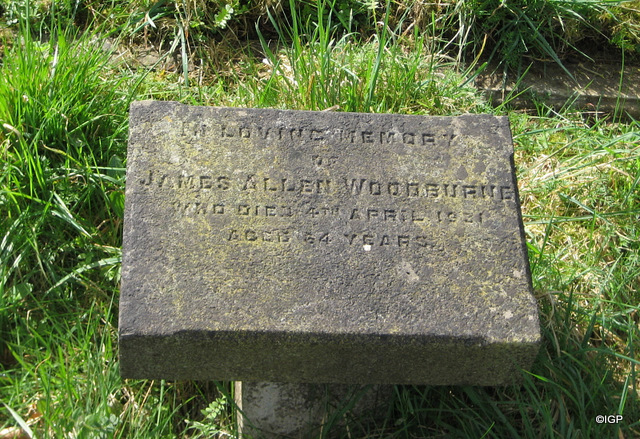 IN LOVING MEMORY
OF
JAMES ALLEN WOODBURNE
WHO DIED 4TH APRIL 1931
AGED 64 YEARS.
©IGP